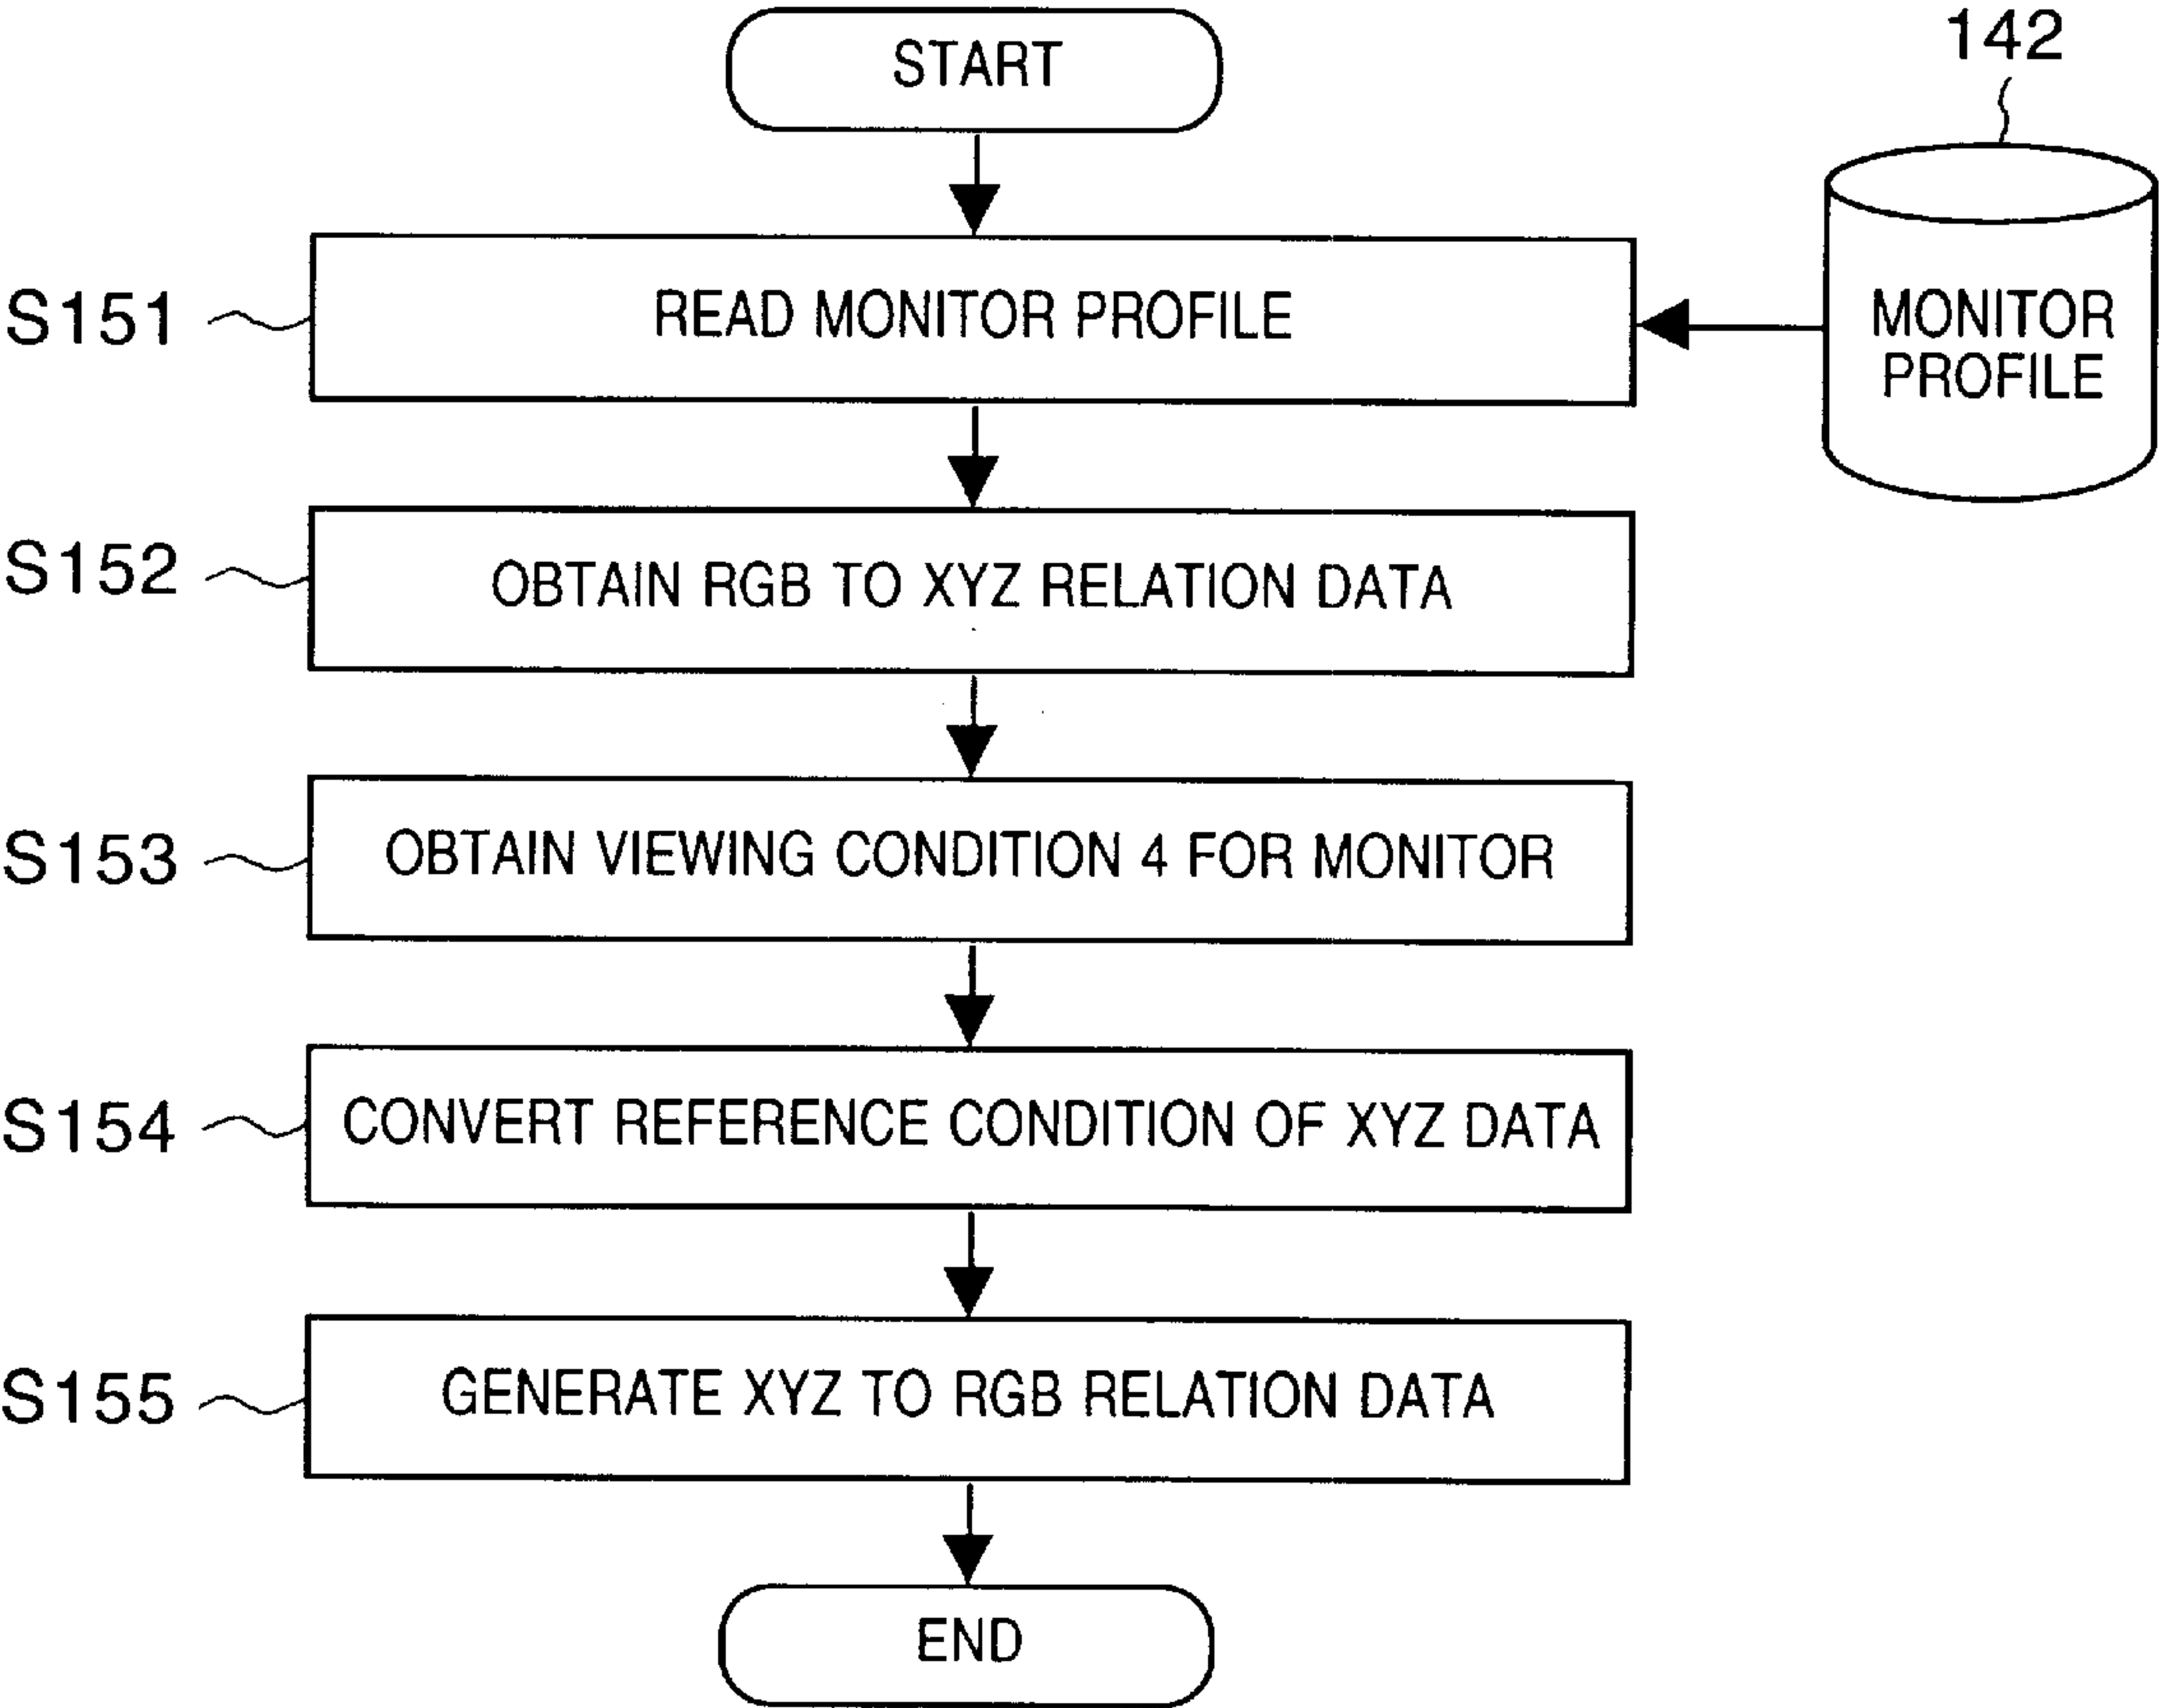 START
142
S151
READ MONITOR PROFILE
MONITOR
PROFILE
S152
OBTAIN RGB TO XYZ RELATION DATA
S153
OBTAIN VIEWING CONDITION 4 FOR MONITOR
S154
CONVERT REFERENCE CONDITION OF XYZ DATA
S155
GENERATE XYZ TO RGB RELATION DATA
END